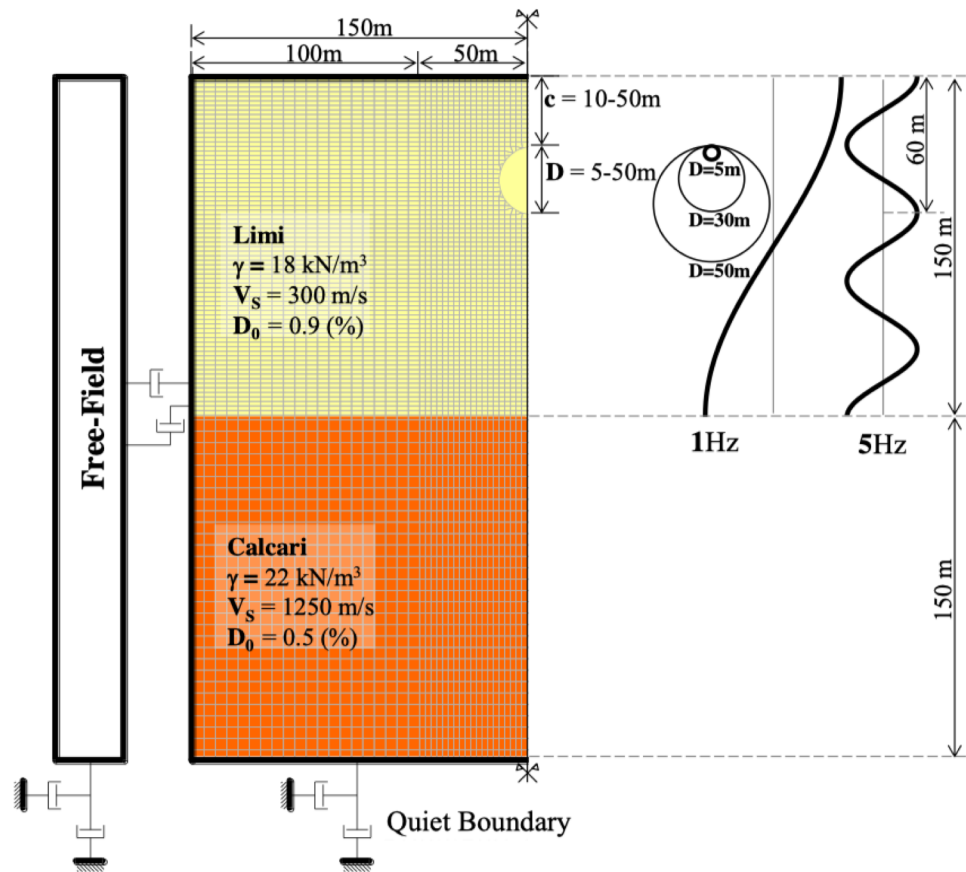 150m
100m
50m
c = 10-50m
D = 5-50m
D=5m
D=30m
D=50m
60 m
150 m
Limi
γ = 18 kN/m³
V_S = 300 m/s
D₀ = 0.9 (%)
Free-Field
1Hz
5Hz
Calcari
γ = 22 kN/m³
V_S = 1250 m/s
D₀ = 0.5 (%)
150 m
Quiet Boundary